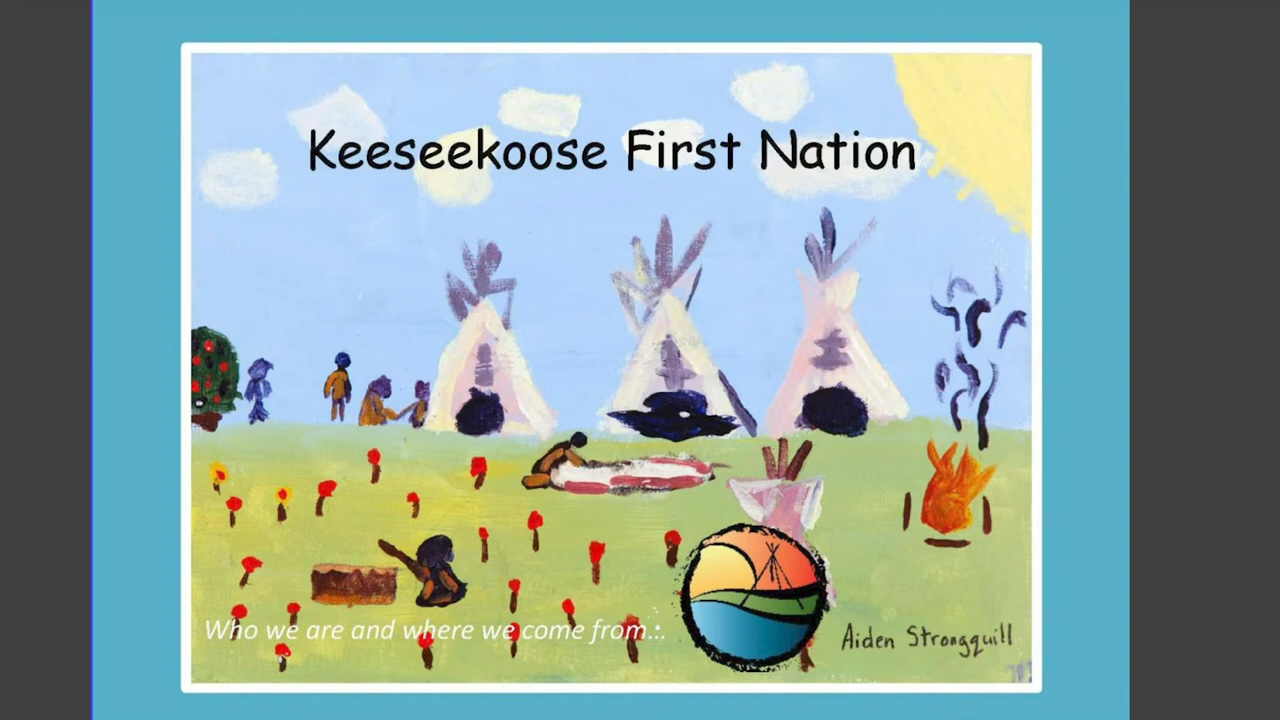 Keeseekoose First Nation
Who we are and where we come from...
Aiden Strongquill